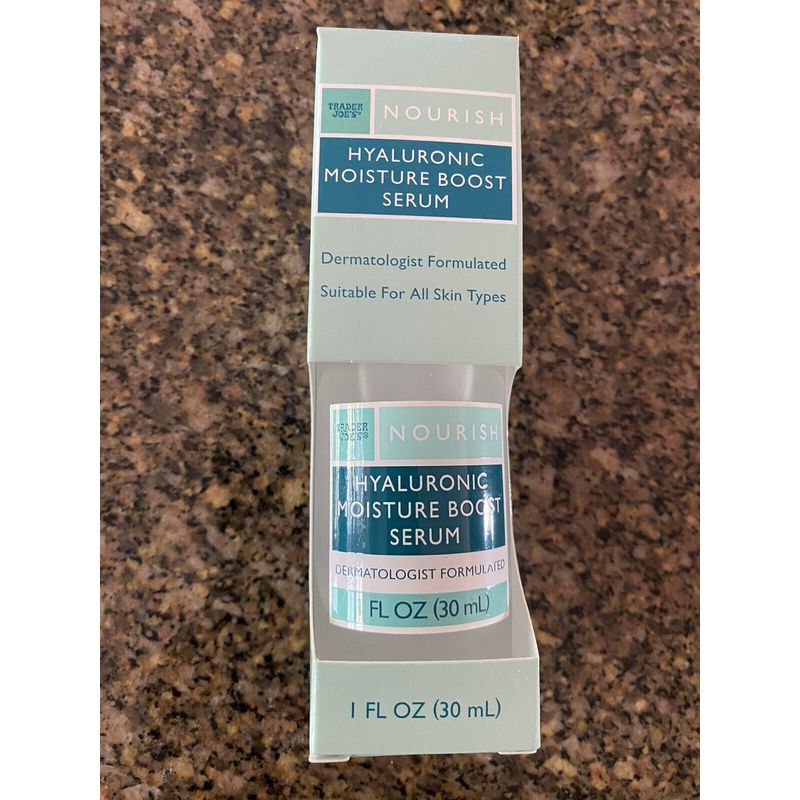 TRADER
JOE'S®
NOURISH
HYALURONIC
MOISTURE BOOST
SERUM
Dermatologist Formulated
Suitable For All Skin Types
TRADER
JOE'S®
NOURISH
HYALURONIC
MOISTURE BOOST
SERUM
DERMATOLOGIST FORMULATED
FL OZ (30 mL)
1 FL OZ (30 mL)